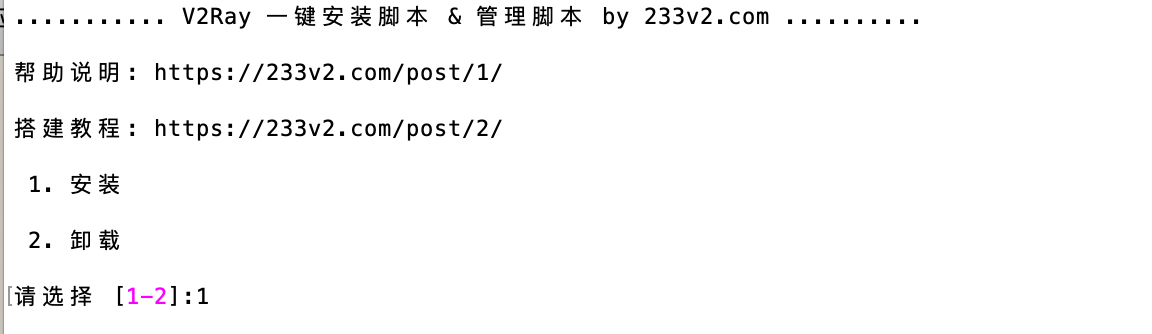 ........... V2Ray 一键安装脚本 & 管理脚本 by 233v2.com ..........
帮助说明: https://233v2.com/post/1/
搭建教程: https://233v2.com/post/2/
1. 安装
2. 卸载
[请选择 [1-2]:1